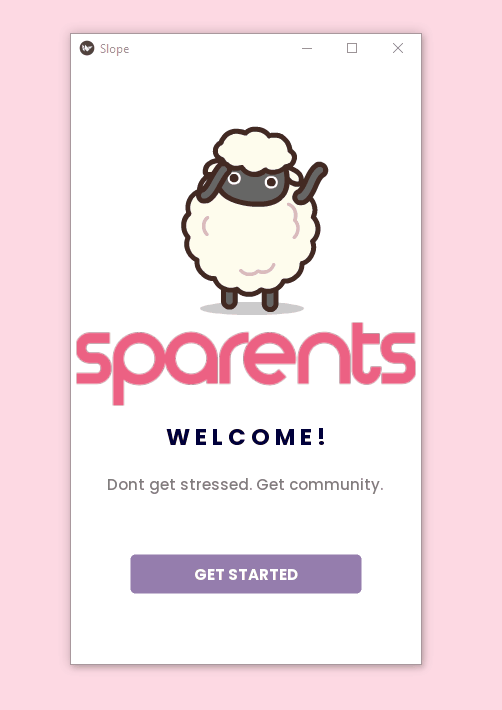 Slope
sparents
WELCOME!
Dont get stressed. Get community.
GET STARTED